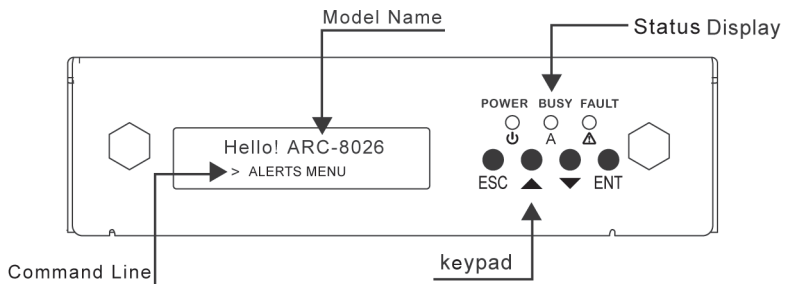 Model Name
Status Display
POWER BUSY FAULT
A
Hello! ARC-8026
> ALERTS MENU
ESC ENT
Command Line
keypad